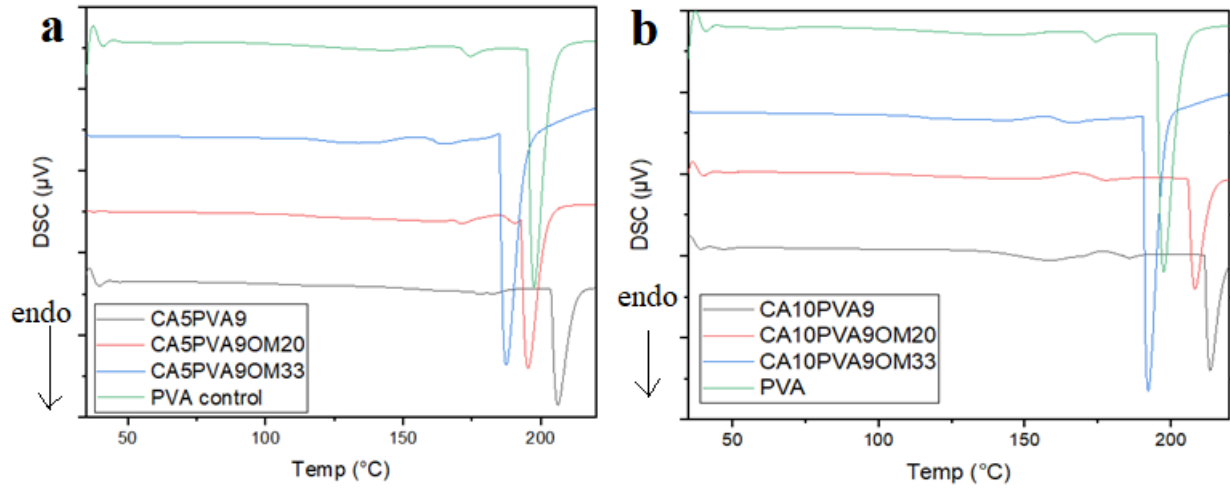 a
DSC (µV)
endo
CA5PVA9
CA5PVA9OM20
CA5PVA9OM33
PVA control
50
100
150
200
Temp (°C)
b
DSC (µV)
endo
CA10PVA9
CA10PVA9OM20
CA10PVA9OM33
PVA
50
100
150
200
Temp (°C)